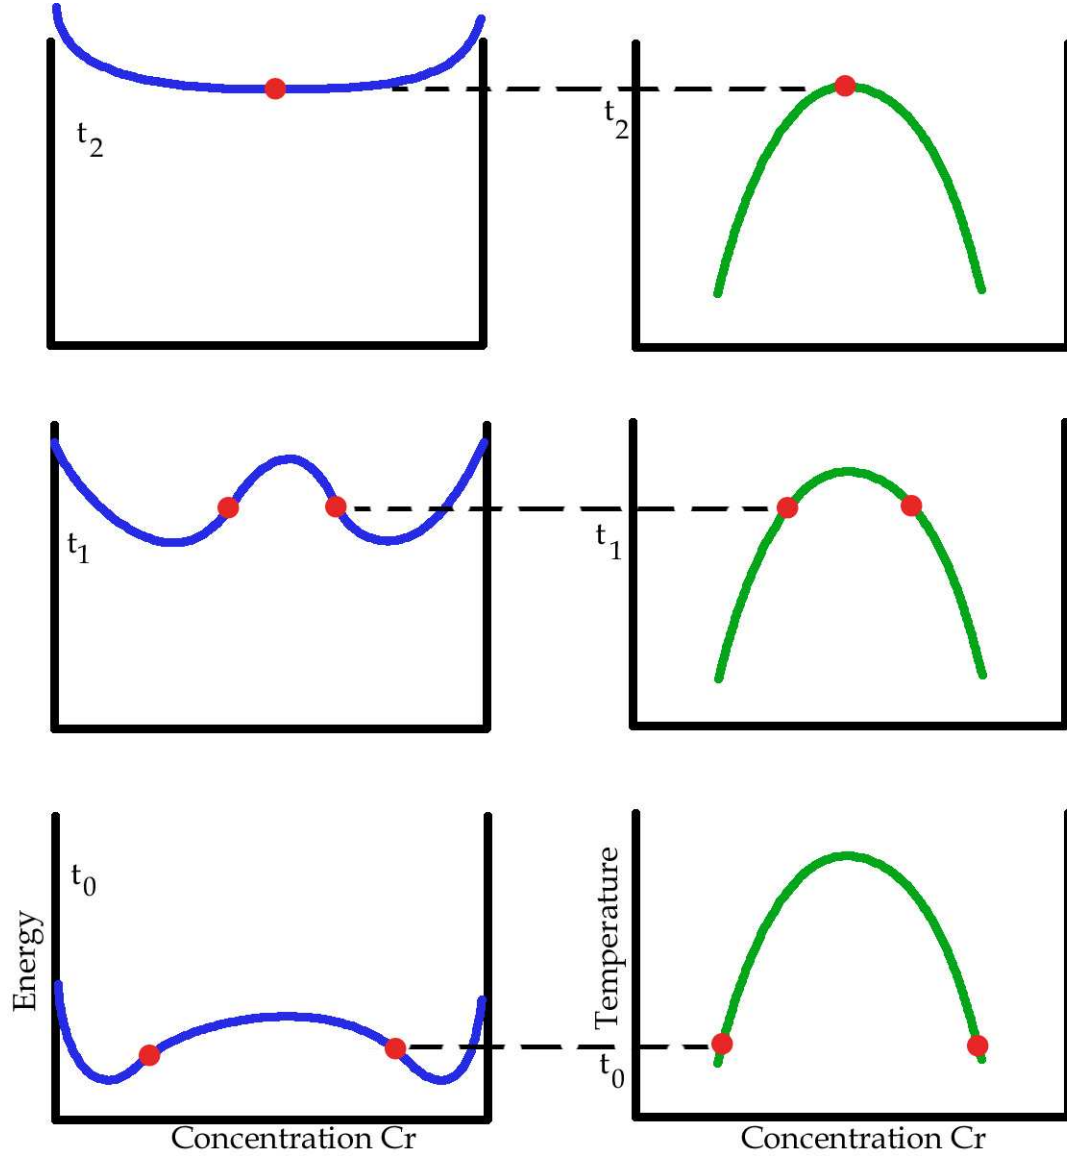 t2
t2
t1
t1
t0
Energy
Temperature
t0
Concentration Cr
Concentration Cr